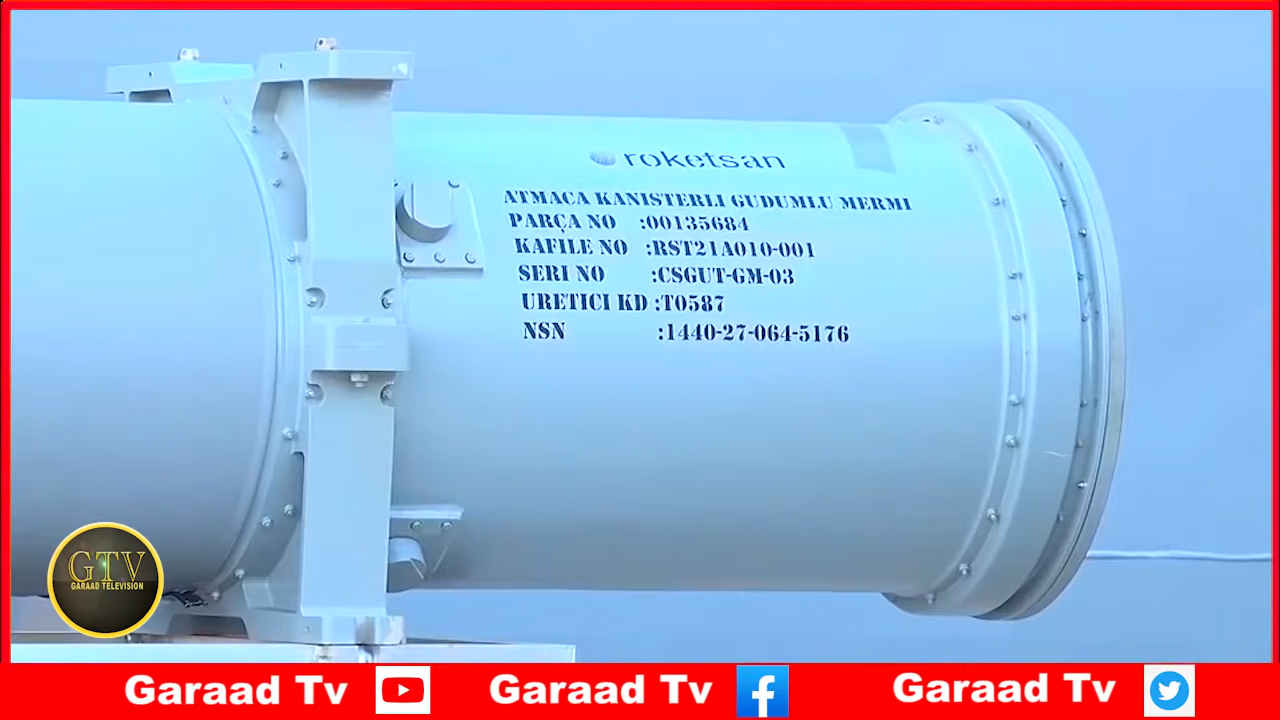 roketsan
ATMACA KANISTERLI GUDUMLU MERMI
PARÇA NO :00135684
KAFILE NO :RST21A010-001
SERI NO :CSGUT-GM-03
URETICI KD :T0587
NSN :1440-27-064-5176
GTV
GARAAD TELEVISION
Garaad Tv
Garaad Tv
Garaad Tv